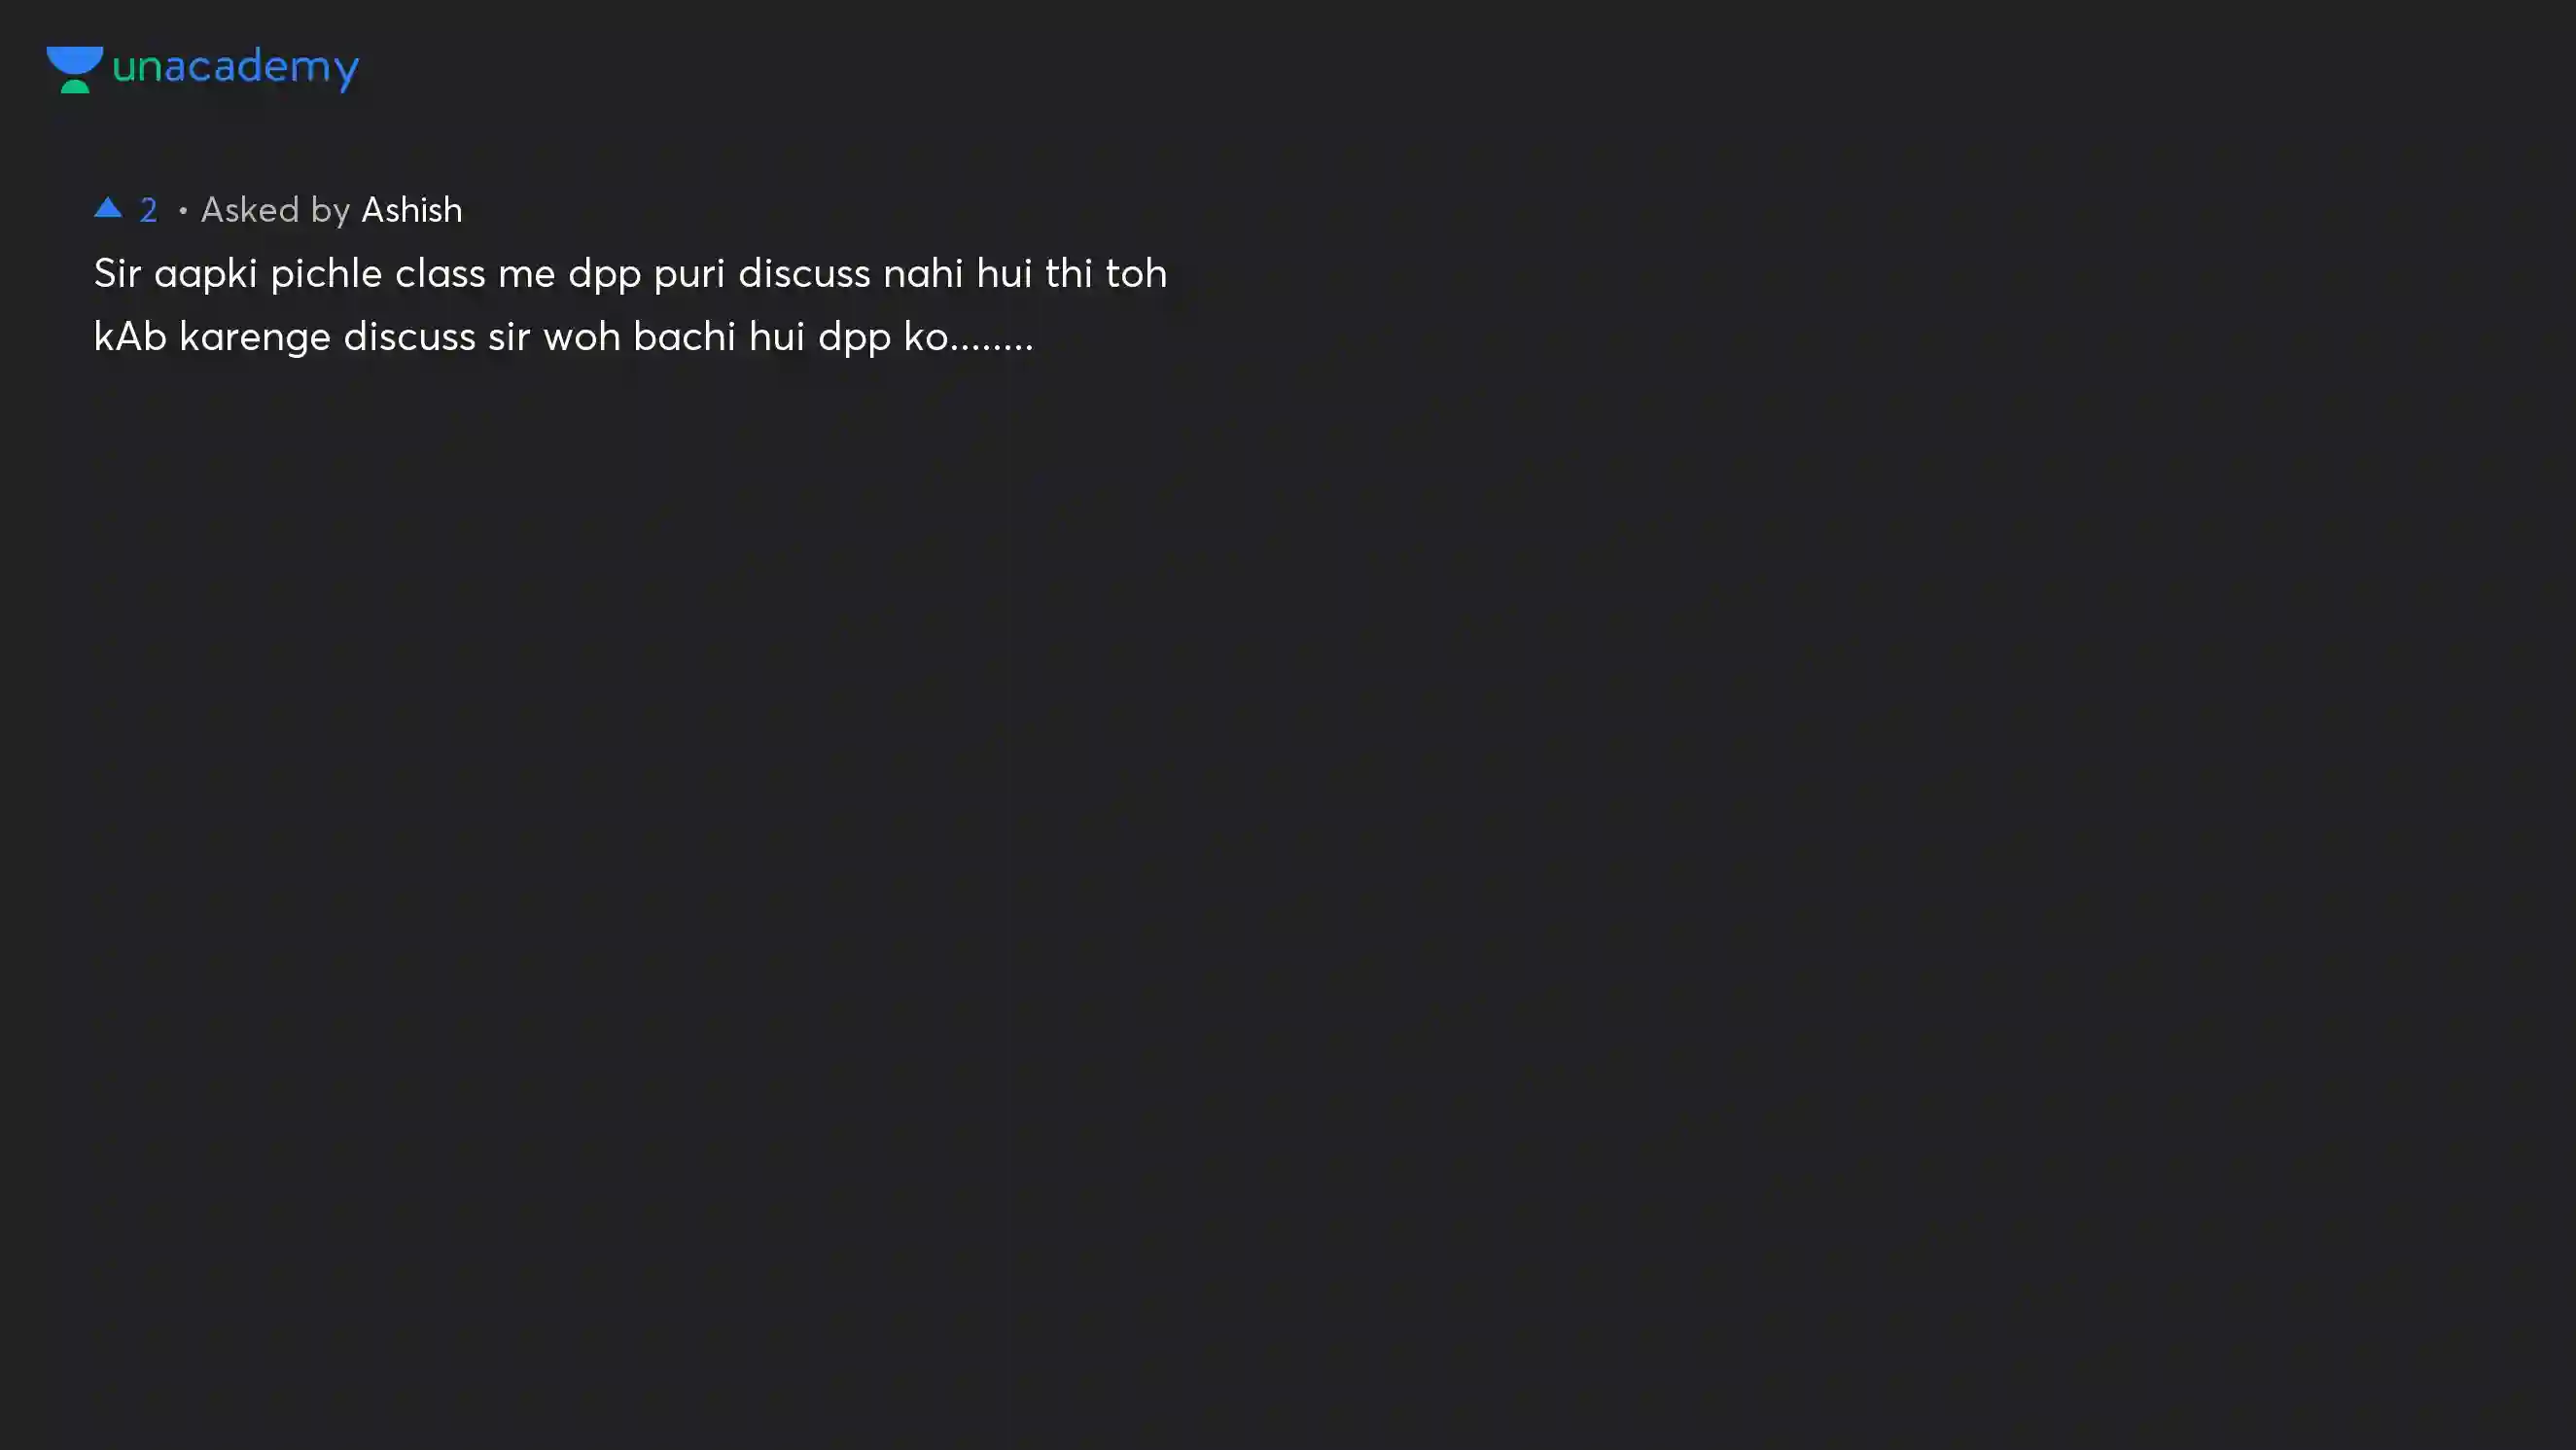 unacademy
▲ 2 • Asked by Ashish
Sir aapki pichle class me dpp puri discuss nahi hui thi toh
kAb karenge discuss sir woh bachi hui dpp ko........